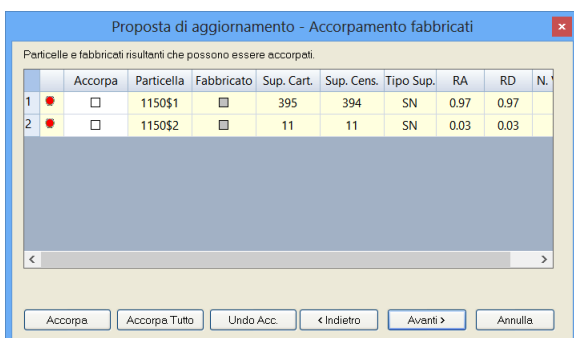 Proposta di aggiornamento - Accorpamento fabbricati
Particelle e fabbricati risultanti che possono essere accorpati.
Accorpa Particella Fabbricato Sup. Cart. Sup. Cens. Tipo Sup. RA RD N.
1 1150$1 395 394 SN 0.97 0.97
2 1150$2 11 11 SN 0.03 0.03
Accorpa Accorpa Tutto Undo Acc. < Indietro Avanti > Annulla